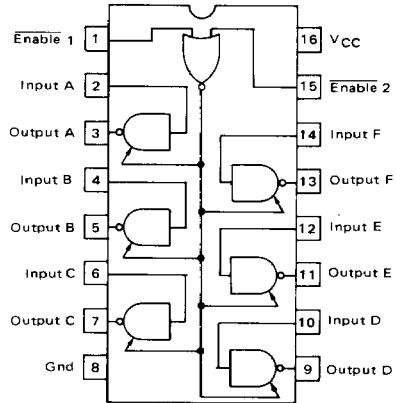 Enable 1
1
16
VCC
Input A
2
15
Enable 2
Output A
3
14
Input F
Input B
4
13
Output F
Output B
5
12
Input E
Input C
6
11
Output E
Output C
7
10
Input D
Gnd
8
9
Output D